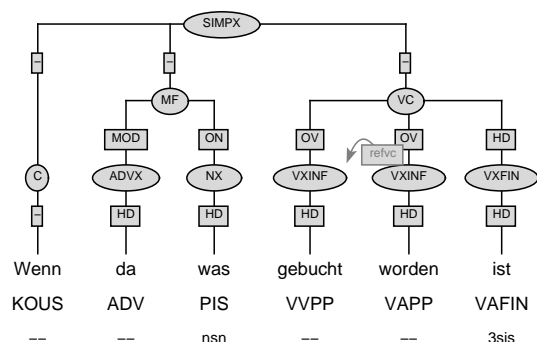 SIMPX
– – –
MF VC
MOD ON OV refvc OV HD
C ADVX NX VXINF VXINF VXFIN
– HD HD HD HD HD
Wenn da was gebucht worden ist
KOUS ADV PIS VVPP VAPP VAFIN
–– –– nsn –– –– 3sis